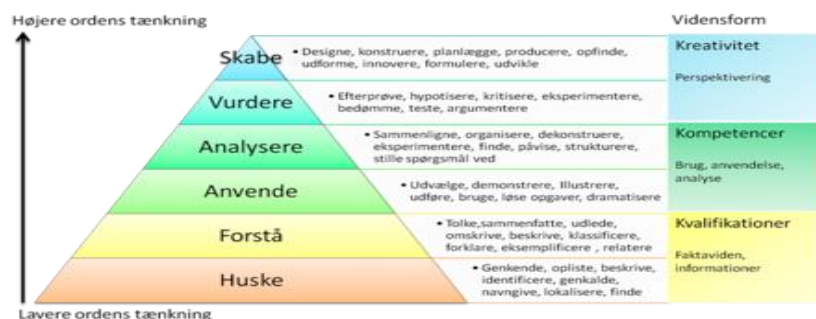 Højere ordens tænkning
Vidensform
Skabe
• Designe, konstruere, planlægge, producere, opfinde,
udforme, innovere, formulere, udvikle
Kreativitet
Perspektivering
Vurdere
• Efterprøve, hypotisere, kritisere, eksperimentere,
bedømme, teste, argumentere
Analysere
• Sammenligne, organisere, dekonstruere,
eksperimentere, finde, påvise, strukturere,
stille spørgsmål ved
Kompetencer
Brug, anvendelse,
analyse
Anvende
• Udvælge, demonstrere, Illustrere,
udføre, bruge, løse opgaver, dramatisere
Forstå
• Tolke,sammenfatte, udlede,
omskrive, beskrive, klassificere,
forklare, eksemplificere , relatere
Kvalifikationer
Faktaviden,
informationer
Huske
• Genkende, opliste, beskrive,
identificere, genkalde,
navngive, lokalisere, finde
Lavere ordens tænkning